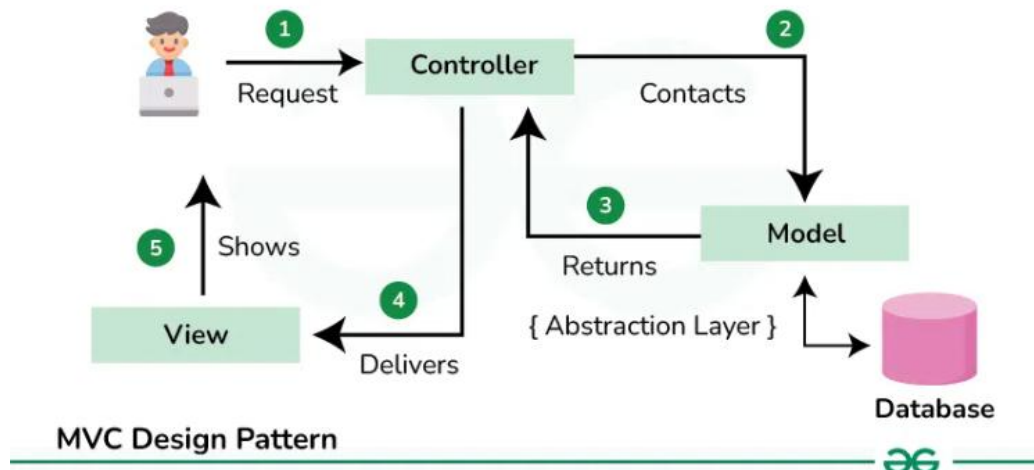 1
2
Controller
Request
Contacts
3
Model
5
Shows
Returns
4
View
{ Abstraction Layer }
Delivers
Database
MVC Design Pattern